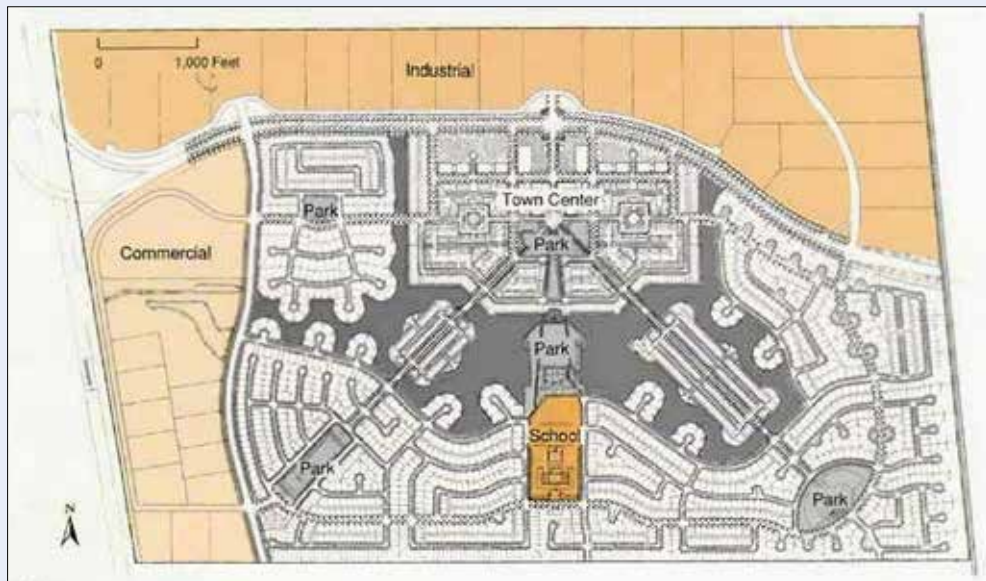 Industrial
0 1,000 Feet
Park
Town Center
Park
Commercial
Park
School
Park
Park
N